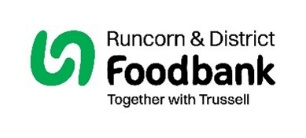 Runcorn & District
Foodbank
Together with Trussell